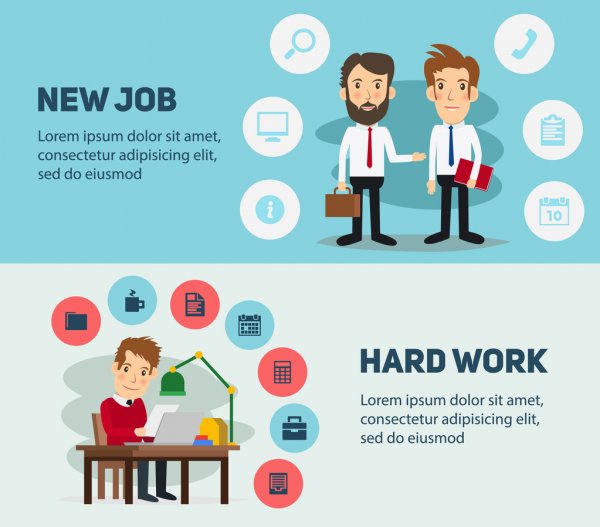 NEW JOB
Lorem ipsum dolor sit amet,
consectetur adipisicing elit,
sed do eiusmod
10
HARD WORK
Lorem ipsum dolor sit amet,
consectetur adipisicing elit,
sed do eiusmod